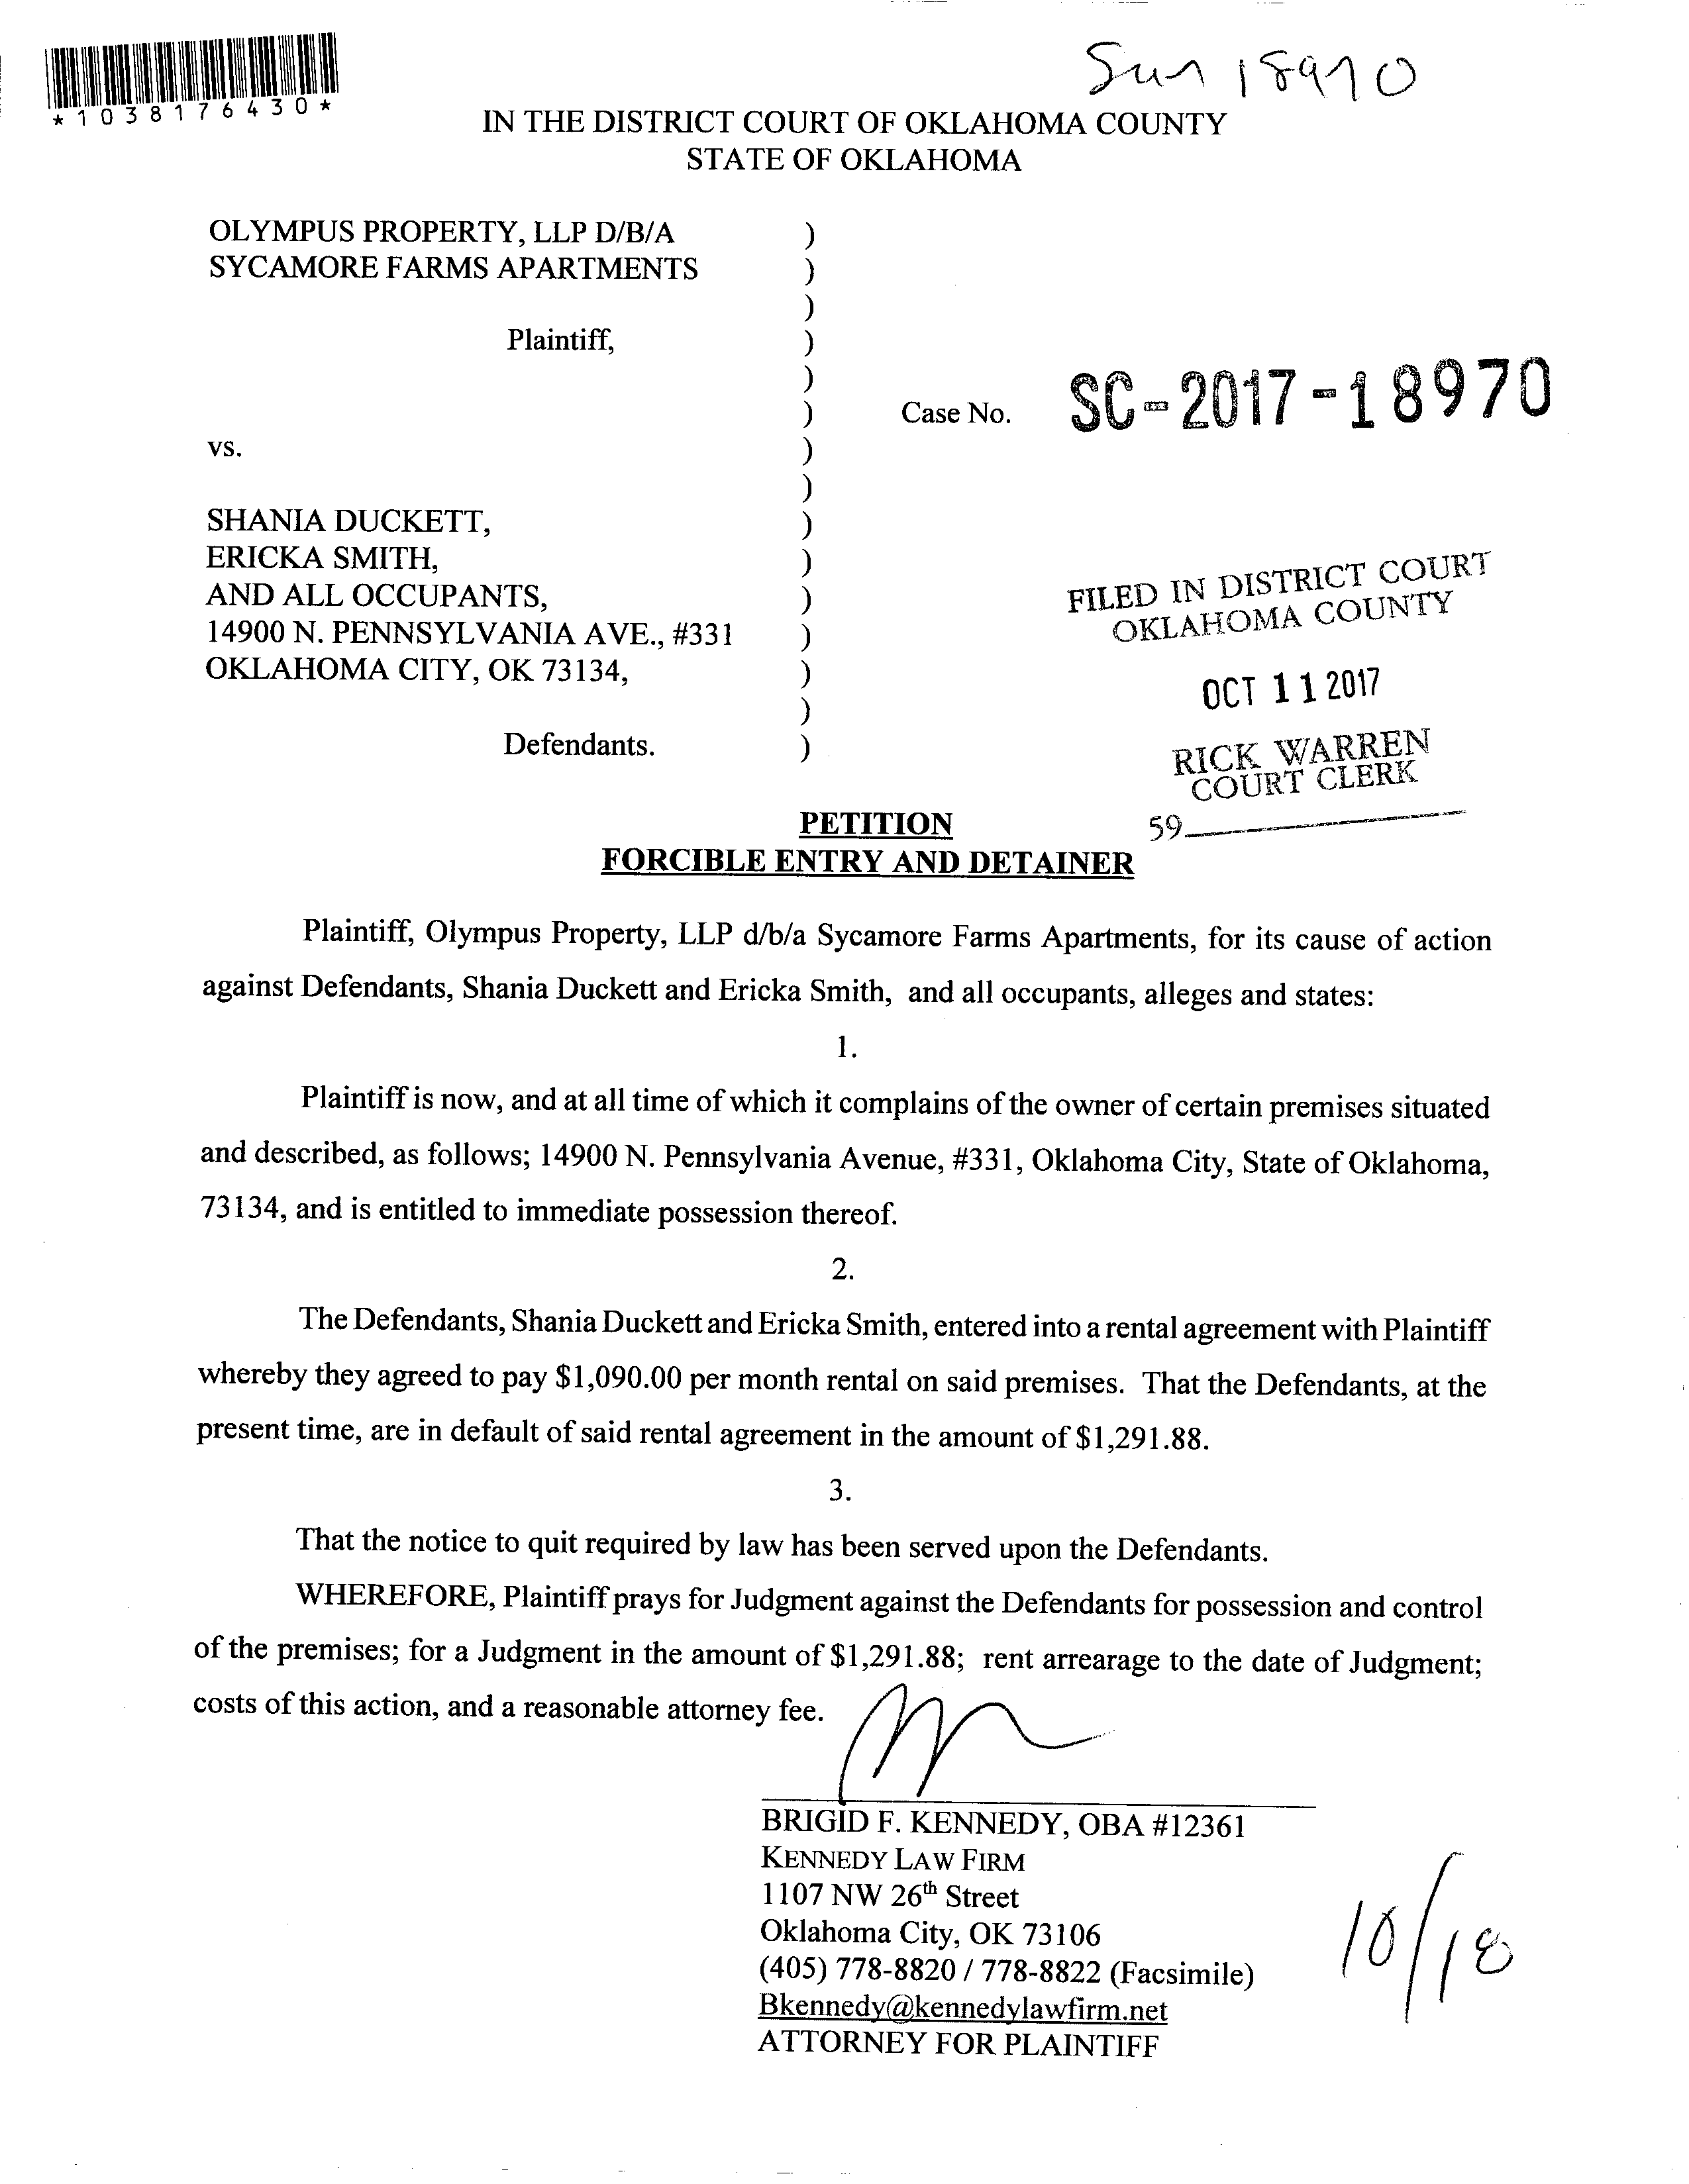 Sun 18970
*1038176430*
IN THE DISTRICT COURT OF OKLAHOMA COUNTY
STATE OF OKLAHOMA
OLYMPUS PROPERTY, LLP D/B/A )
SYCAMORE FARMS APARTMENTS )
)
Plaintiff, )
)
) Case No. SC-2017-18970
vs. )
)
SHANIA DUCKETT, )
ERICKA SMITH, )
AND ALL OCCUPANTS, )
14900 N. PENNSYLVANIA AVE., #331 )
OKLAHOMA CITY, OK 73134, )
)
Defendants. )
FILED IN DISTRICT COURT
OKLAHOMA COUNTY
OCT 11 2017
RICK WARREN
COURT CLERK
59
PETITION
FORCIBLE ENTRY AND DETAINER
Plaintiff, Olympus Property, LLP d/b/a Sycamore Farms Apartments, for its cause of action
against Defendants, Shania Duckett and Ericka Smith, and all occupants, alleges and states:
1.
Plaintiff is now, and at all time of which it complains of the owner of certain premises situated
and described, as follows; 14900 N. Pennsylvania Avenue, #331, Oklahoma City, State of Oklahoma,
73134, and is entitled to immediate possession thereof.
2.
The Defendants, Shania Duckett and Ericka Smith, entered into a rental agreement with Plaintiff
whereby they agreed to pay $1,090.00 per month rental on said premises. That the Defendants, at the
present time, are in default of said rental agreement in the amount of $1,291.88.
3.
That the notice to quit required by law has been served upon the Defendants.
WHEREFORE, Plaintiff prays for Judgment against the Defendants for possession and control
of the premises; for a Judgment in the amount of $1,291.88; rent arrearage to the date of Judgment;
costs of this action, and a reasonable attorney fee.
BRIGID F. KENNEDY, OBA #12361
KENNEDY LAW FIRM
1107 NW 26th Street
Oklahoma City, OK 73106
(405) 778-8820 / 778-8822 (Facsimile)
Bkennedy@kennedylawfirm.net
ATTORNEY FOR PLAINTIFF
10/18